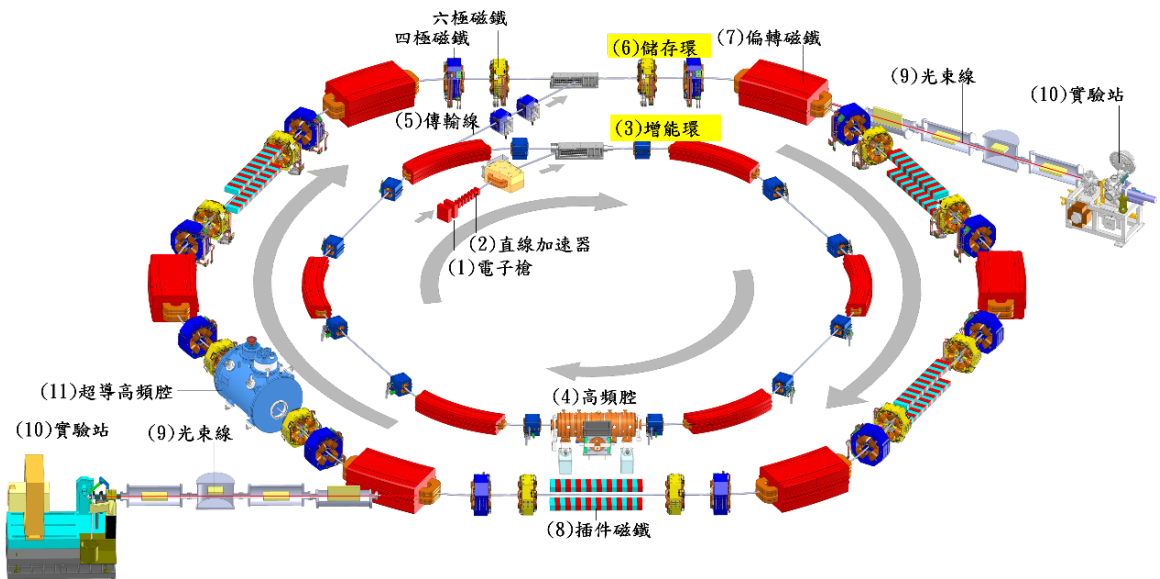 六極磁鐵
四極磁鐵
(6)儲存環
(7)偏轉磁鐵
(9)光束線
(10)實驗站
(5)傳輸線
(3)增能環
(2)直線加速器
(1)電子槍
(11)超導高頻腔
(4)高頻腔
(10)實驗站
(9)光束線
(8)插件磁鐵